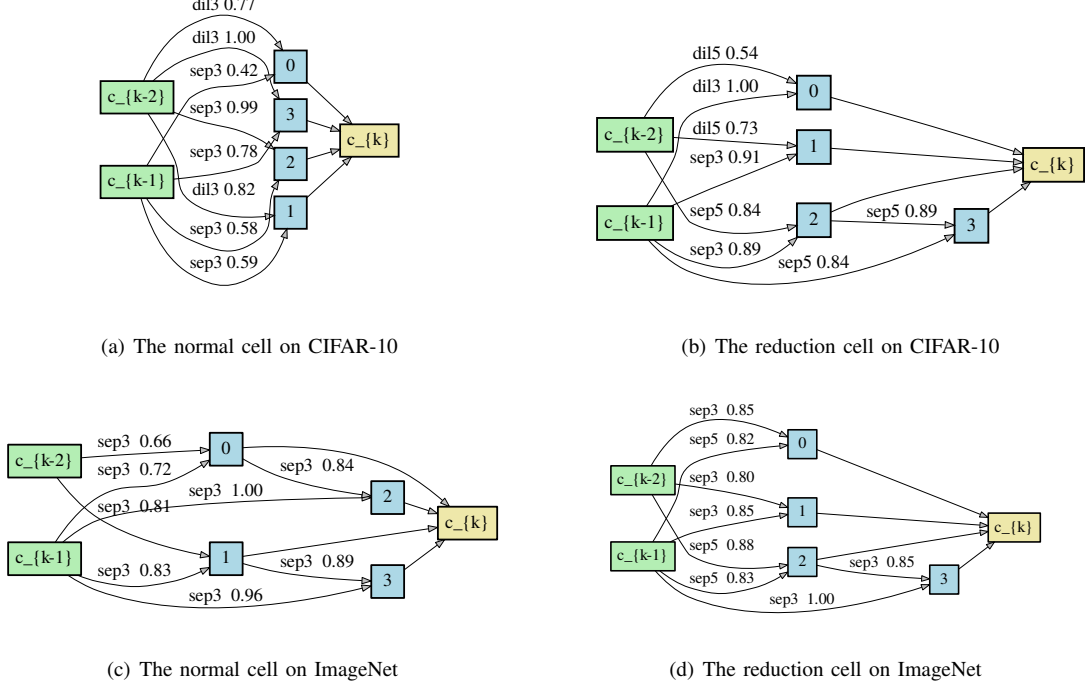 dil3 0.77
dil3 1.00
sep3 0.42
sep3 0.99
sep3 0.78
dil3 0.82
sep3 0.58
sep3 0.59
c_{k-2}
c_{k-1}
0
3
2
1
c_{k}
(a) The normal cell on CIFAR-10
dil5 0.54
dil3 1.00
dil5 0.73
sep3 0.91
sep5 0.84
sep3 0.89
sep5 0.89
sep5 0.84
c_{k-2}
c_{k-1}
0
1
2
3
c_{k}
(b) The reduction cell on CIFAR-10
sep3 0.66
sep3 0.72
sep3 0.84
sep3 1.00
sep3 0.81
sep3 0.83
sep3 0.89
sep3 0.96
c_{k-2}
c_{k-1}
0
2
1
3
c_{k}
(c) The normal cell on ImageNet
sep3 0.85
sep5 0.82
sep3 0.80
sep3 0.85
sep5 0.88
sep5 0.83
sep3 0.85
sep3 1.00
c_{k-2}
c_{k-1}
0
1
2
3
c_{k}
(d) The reduction cell on ImageNet